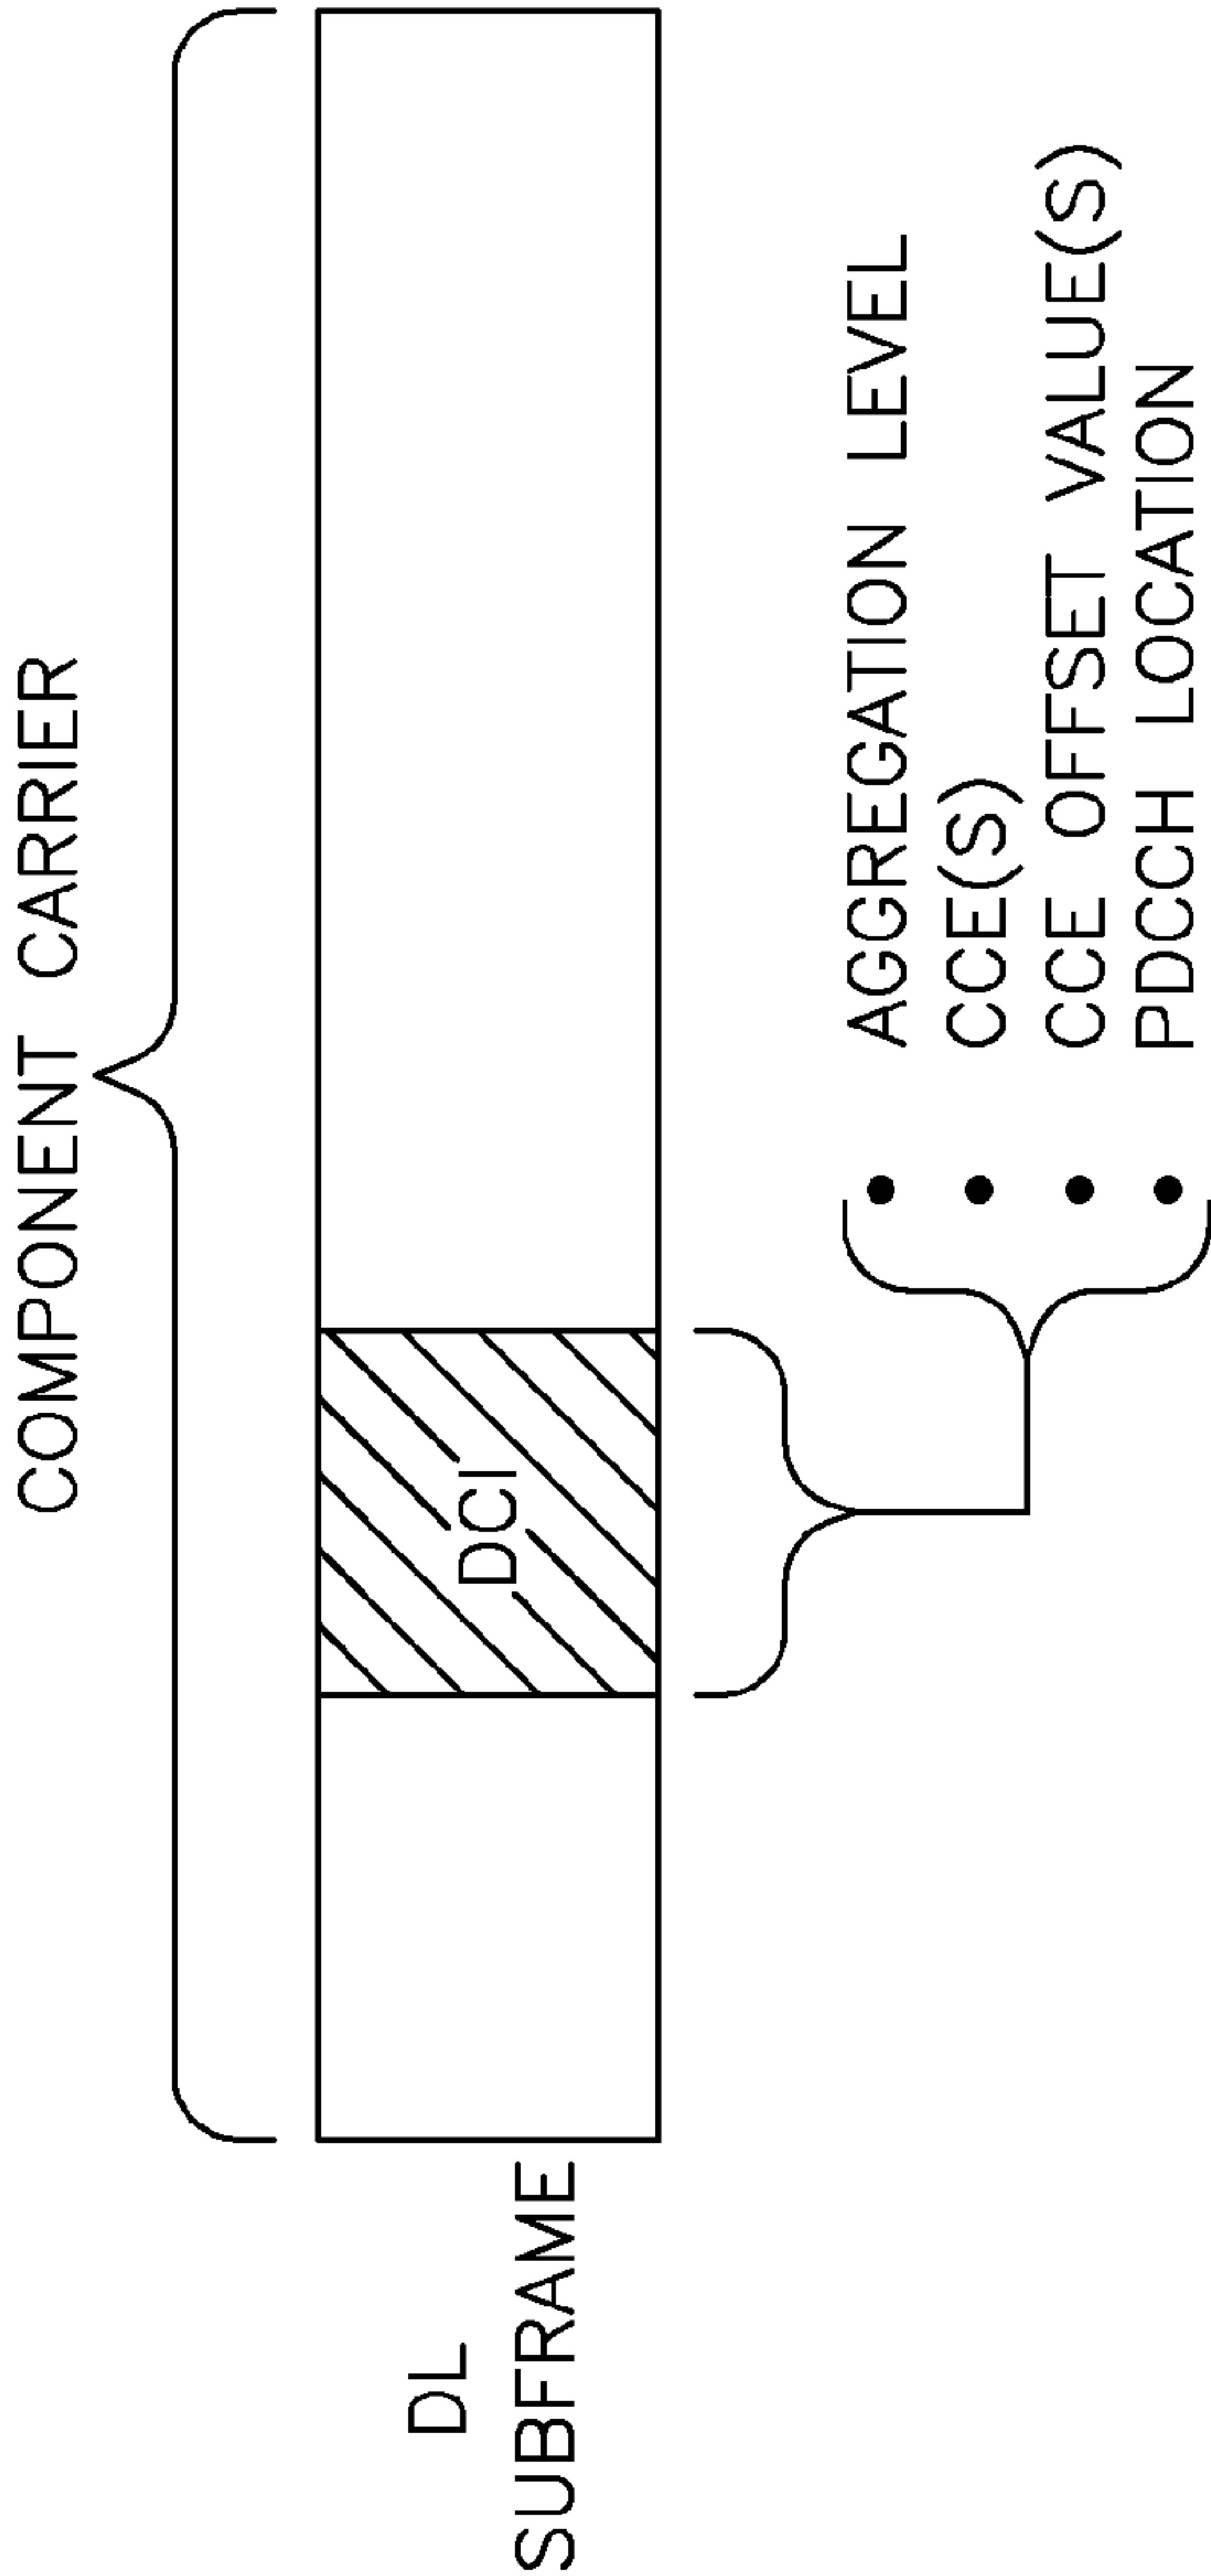 COMPONENT CARRIER
DL
SUBFRAME
DCI
AGGREGATION LEVEL
CCE(S)
CCE OFFSET VALUE(S)
PDCCH LOCATION